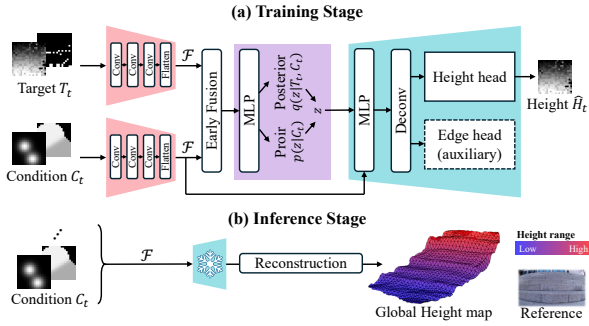 (a) Training Stage
Target T_t
Conv
Conv
Conv
Flatten
ℱ
Condition C_t
Conv
Conv
Conv
Flatten
ℱ
Early Fusion
MLP
Posterior
q(z|T_t, C_t)
Proir
p(z|C_t)
z
MLP
Deconv
Height head
Edge head
(auxiliary)
Height Ĥ_t
(b) Inference Stage
Condition C_t
ℱ
Reconstruction
Global Height map
Height range
Low High
Reference